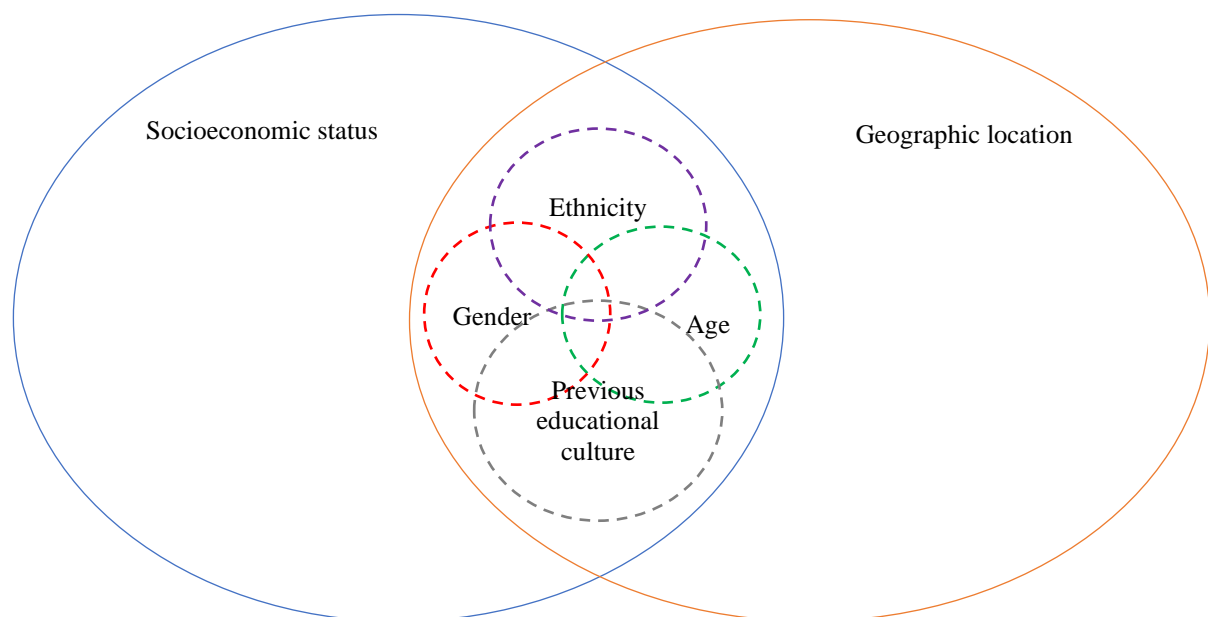 Socioeconomic status
Geographic location
Ethnicity
Gender
Age
Previous
educational
culture